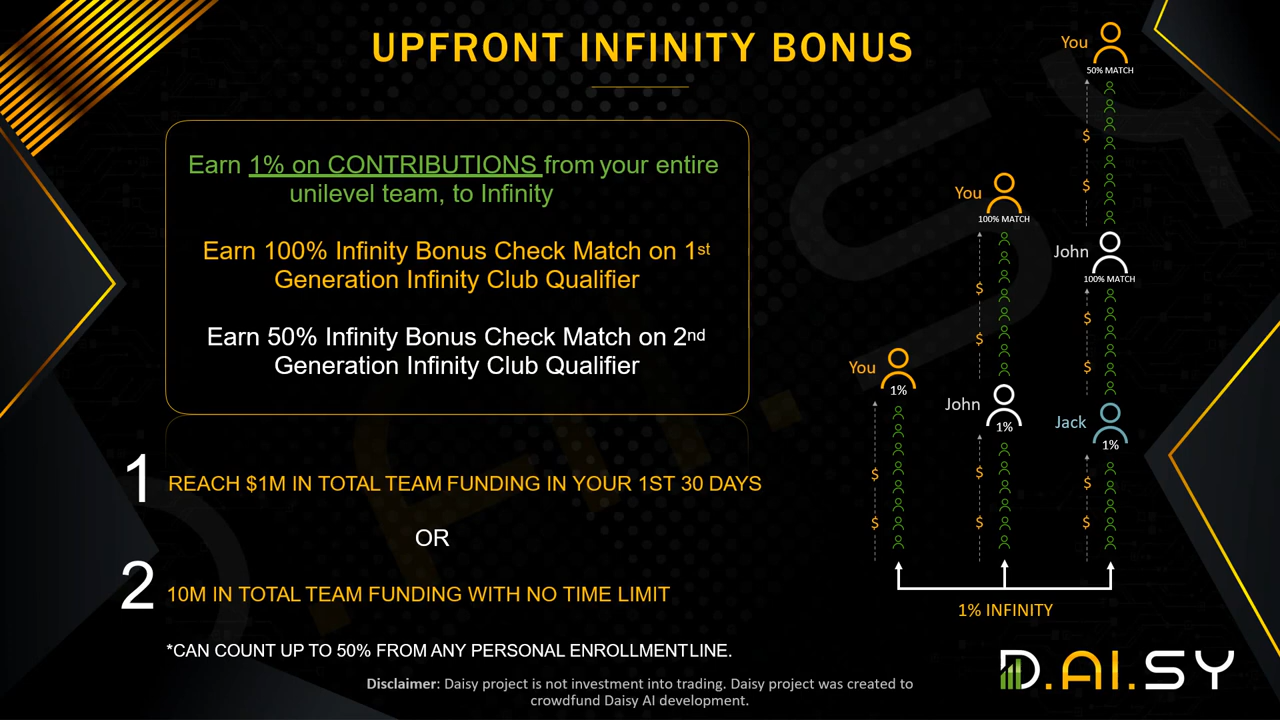 UPFRONT INFINITY BONUS
Earn 1% on CONTRIBUTIONS from your entire
unilevel team, to Infinity
Earn 100% Infinity Bonus Check Match on 1st
Generation Infinity Club Qualifier
Earn 50% Infinity Bonus Check Match on 2nd
Generation Infinity Club Qualifier
1 REACH $1M IN TOTAL TEAM FUNDING IN YOUR 1ST 30 DAYS
OR
2 10M IN TOTAL TEAM FUNDING WITH NO TIME LIMIT
*CAN COUNT UP TO 50% FROM ANY PERSONAL ENROLLMENT LINE.
Disclaimer: Daisy project is not investment into trading. Daisy project was created to
crowdfund Daisy AI development.
You
1%
$
$
You
100% MATCH
$
$
John
1%
$
$
You
50% MATCH
$
$
John
100% MATCH
$
$
Jack
1%
$
$
1% INFINITY
D.AI.SY